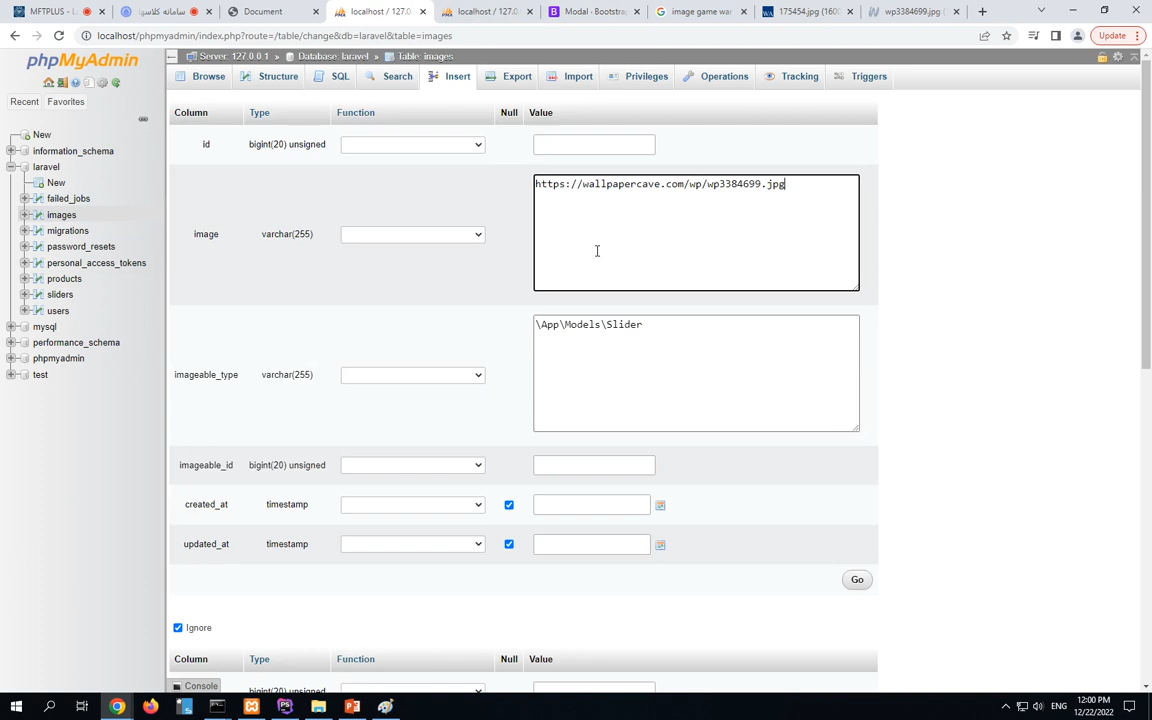 MFTPLUS - L
سامانه کلاسها
Document
localhost / 127.0
localhost / 127.0.
Modal · Bootstra
image game wa
175454.jpg (160
wp3384699.jpg (
localhost/phpmyadmin/index.php?route=/table/change&db=laravel&table=images
Update
phpMyAdmin
Recent
Favorites
New
information_schema
laravel
New
failed_jobs
images
migrations
password_resets
personal_access_tokens
products
sliders
users
mysql
performance_schema
phpmyadmin
test
Server: 127.0.0.1 » Database: laravel » Table: images
Browse
Structure
SQL
Search
Insert
Export
Import
Privileges
Operations
Tracking
Triggers
Column Type Function Null Value
id bigint(20) unsigned
image varchar(255) https://wallpapercave.com/wp/wp3384699.jpg
imageable_type varchar(255) \App\Models\Slider
imageable_id bigint(20) unsigned
created_at timestamp
updated_at timestamp
Go
Ignore
Column Type Function Null Value
Console
bigint(20) unsigned
ENG
12:00 PM
12/22/2022